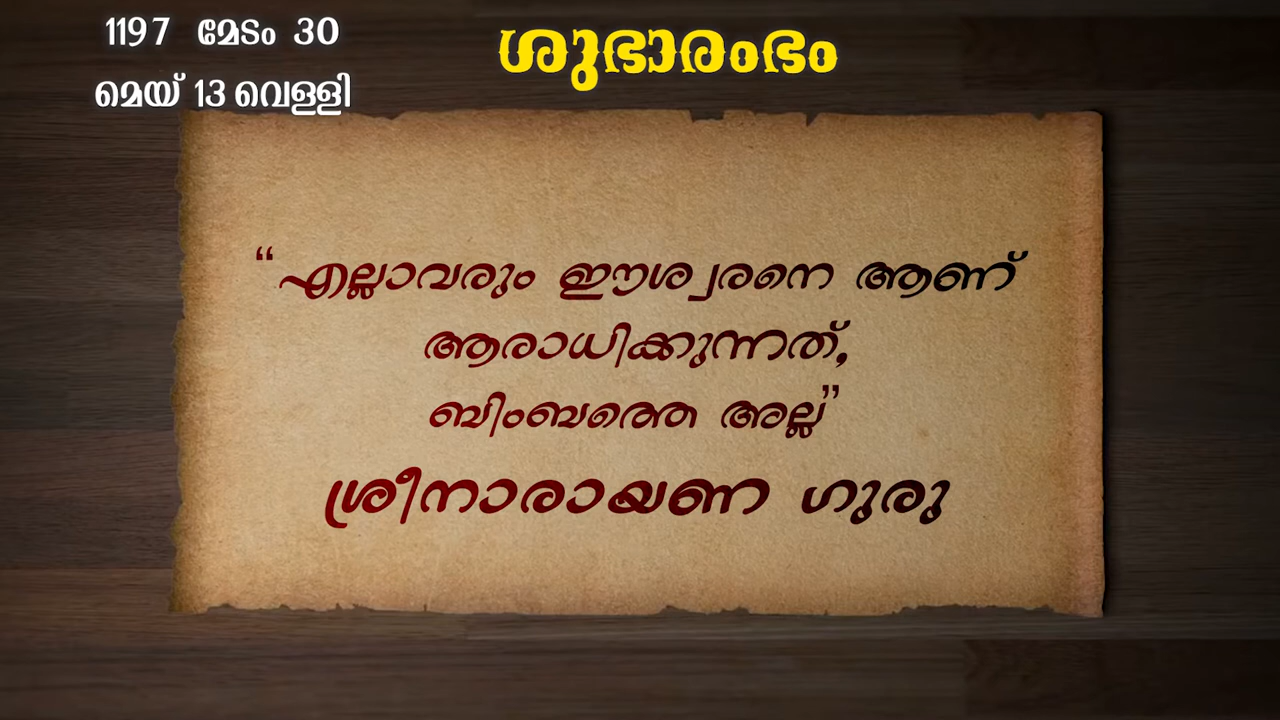 1197 മേടം 30
മെയ് 13 വെള്ളി
ശുഭാരംഭം
“എല്ലാവരും ഈശ്വരനെ ആണ്
ആരാധിക്കുന്നത്,
ബിംബത്തെ അല്ല”
ശ്രീനാരായണ ഗുരു